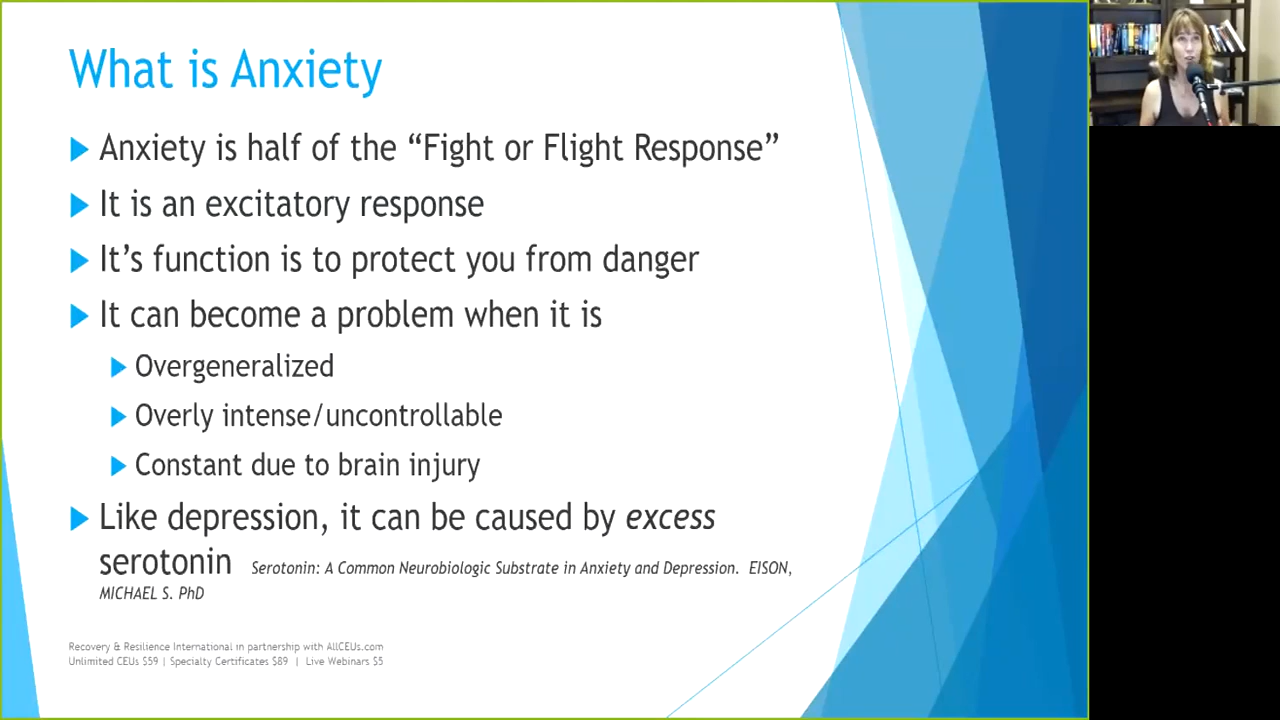 What is Anxiety
Anxiety is half of the “Fight or Flight Response”
It is an excitatory response
It’s function is to protect you from danger
It can become a problem when it is
Overgeneralized
Overly intense/uncontrollable
Constant due to brain injury
Like depression, it can be caused by excess
serotonin Serotonin: A Common Neurobiologic Substrate in Anxiety and Depression. EISON,
MICHAEL S. PhD
Recovery & Resilience International in partnership with AllCEUs.com
Unlimited CEUs $59 | Specialty Certificates $89 | Live Webinars $5